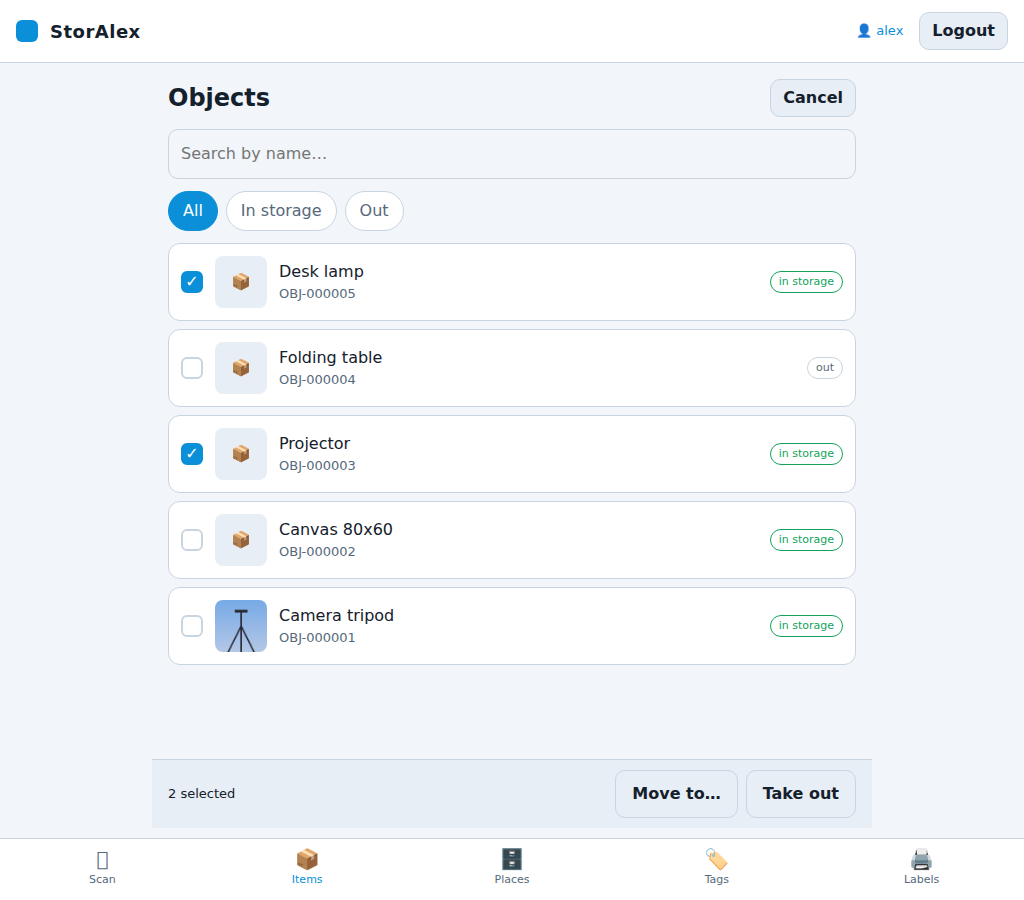 StorAlex
alex
Logout
Objects
Cancel
Search by name…
All
In storage
Out
Desk lamp
OBJ-000005
in storage
Folding table
OBJ-000004
out
Projector
OBJ-000003
in storage
Canvas 80x60
OBJ-000002
in storage
Camera tripod
OBJ-000001
in storage
2 selected
Move to…
Take out
Scan
Items
Places
Tags
Labels